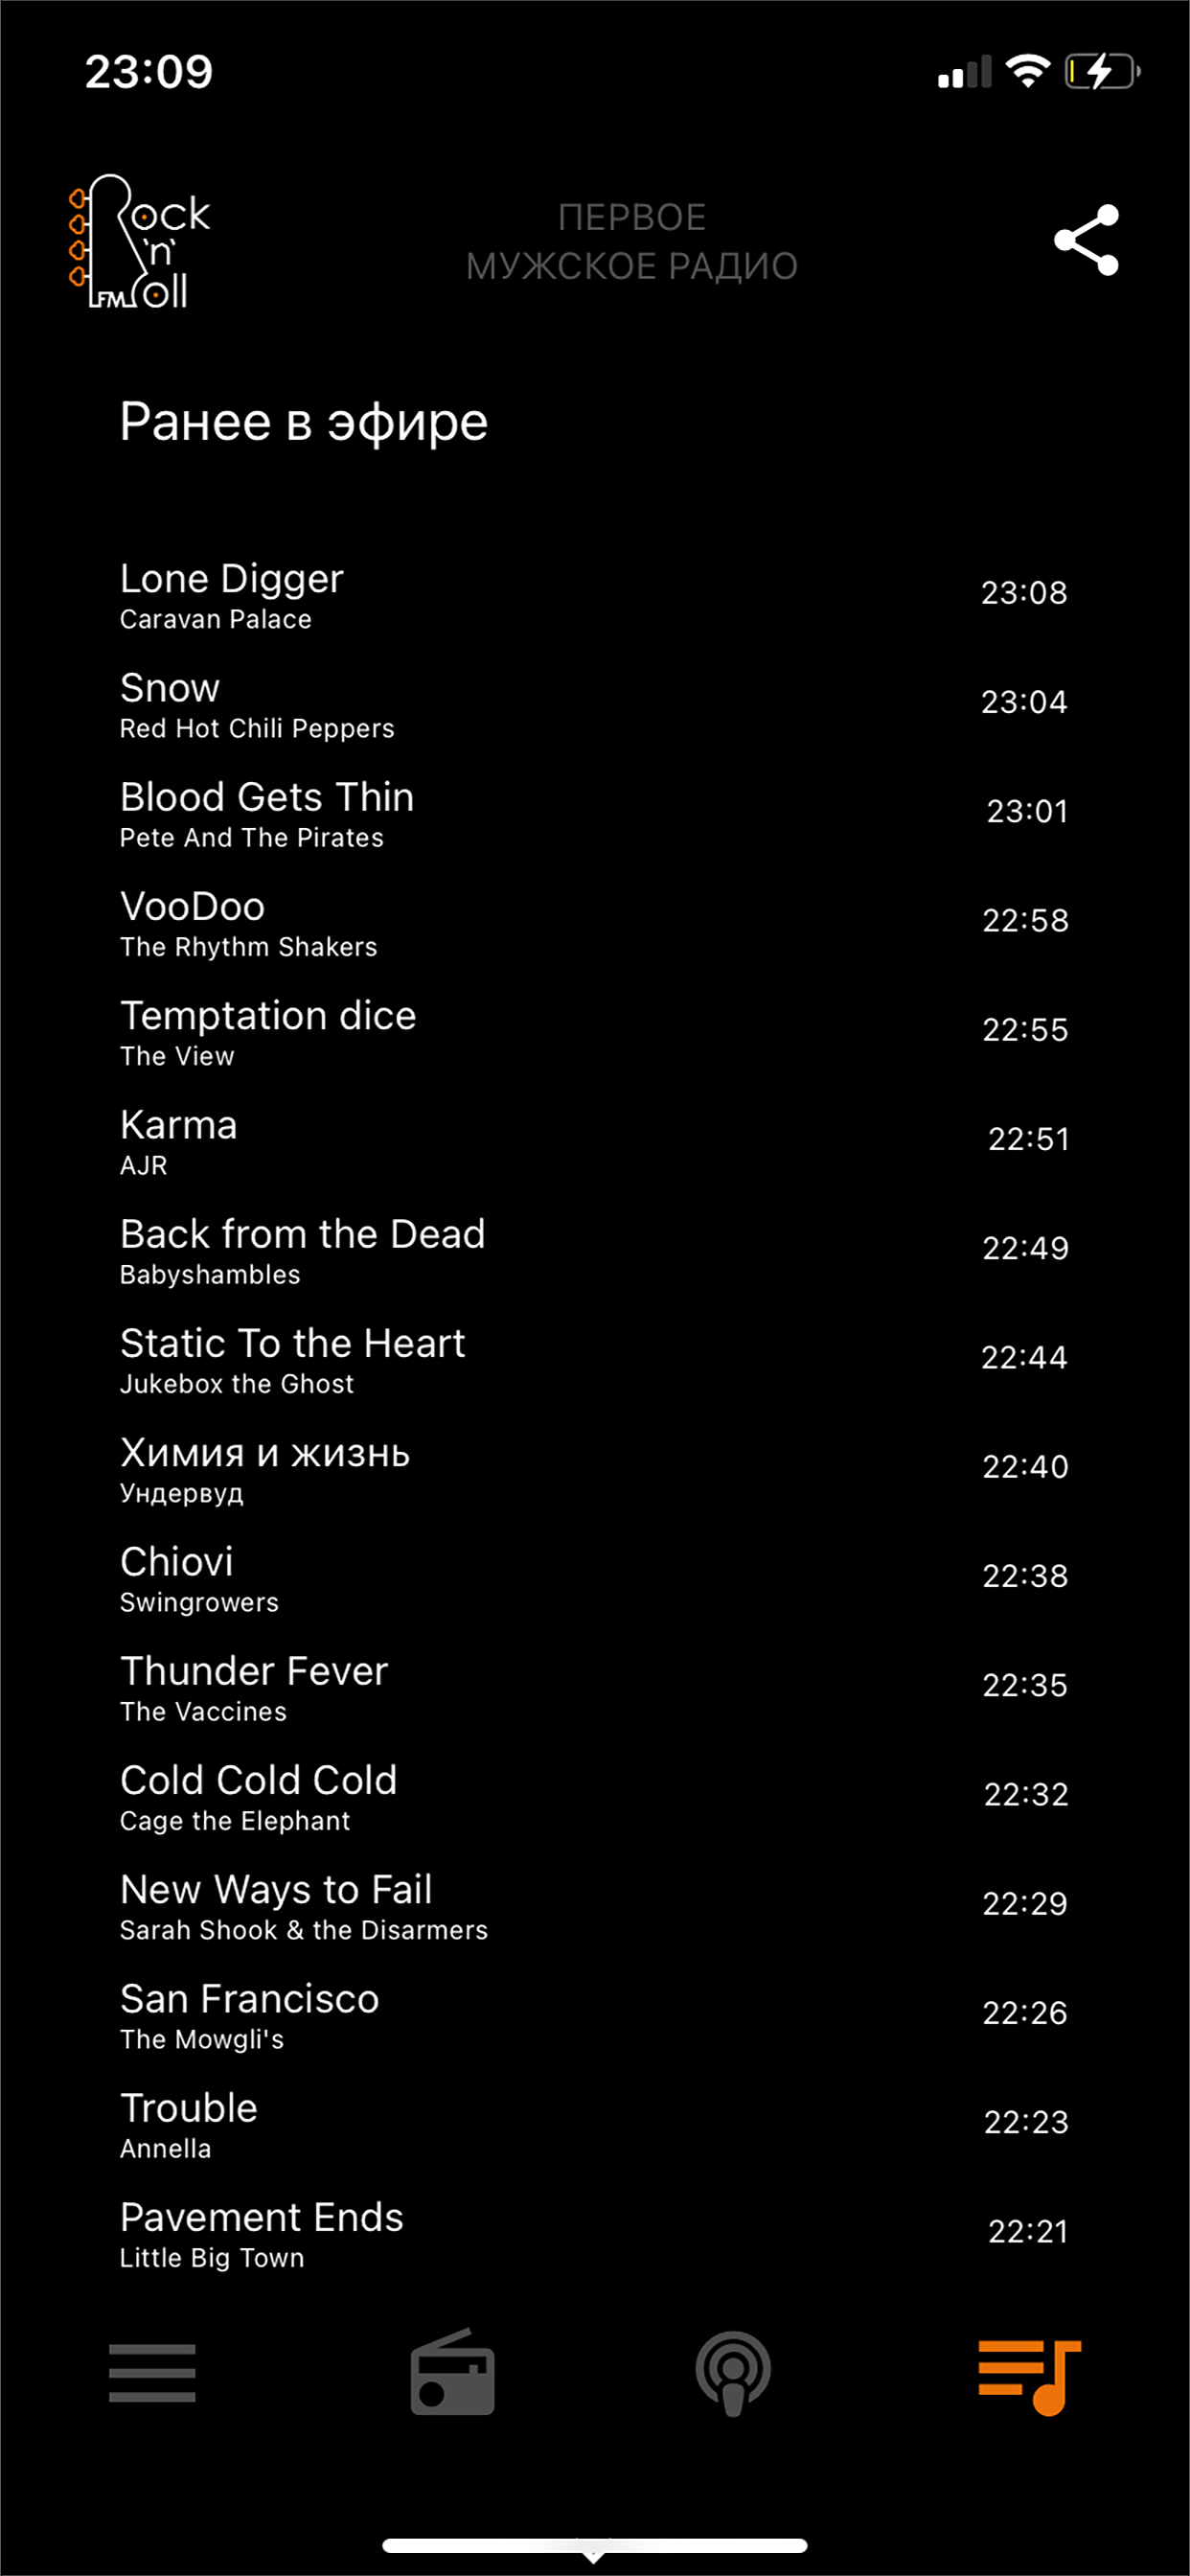 23:09
Rock
'n'
FM Roll
ПЕРВОЕ
МУЖСКОЕ РАДИО
Ранее в эфире
Lone Digger
Caravan Palace
23:08
Snow
Red Hot Chili Peppers
23:04
Blood Gets Thin
Pete And The Pirates
23:01
VooDoo
The Rhythm Shakers
22:58
Temptation dice
The View
22:55
Karma
AJR
22:51
Back from the Dead
Babyshambles
22:49
Static To the Heart
Jukebox the Ghost
22:44
Химия и жизнь
Ундервуд
22:40
Chiovi
Swingrowers
22:38
Thunder Fever
The Vaccines
22:35
Cold Cold Cold
Cage the Elephant
22:32
New Ways to Fail
Sarah Shook & the Disarmers
22:29
San Francisco
The Mowgli's
22:26
Trouble
Annella
22:23
Pavement Ends
Little Big Town
22:21